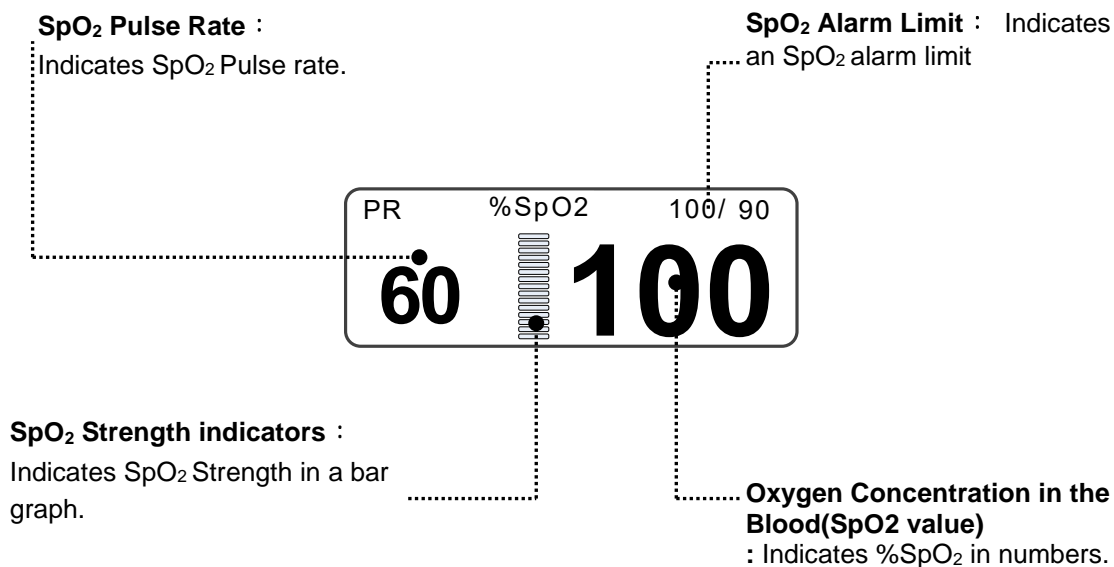 SpO₂ Pulse Rate：
Indicates SpO₂ Pulse rate.
SpO₂ Alarm Limit： Indicates
an SpO₂ alarm limit
PR %SpO2 100/ 90
60 100
SpO₂ Strength indicators：
Indicates SpO₂ Strength in a bar
graph.
Oxygen Concentration in the
Blood(SpO2 value)
: Indicates %SpO₂ in numbers.